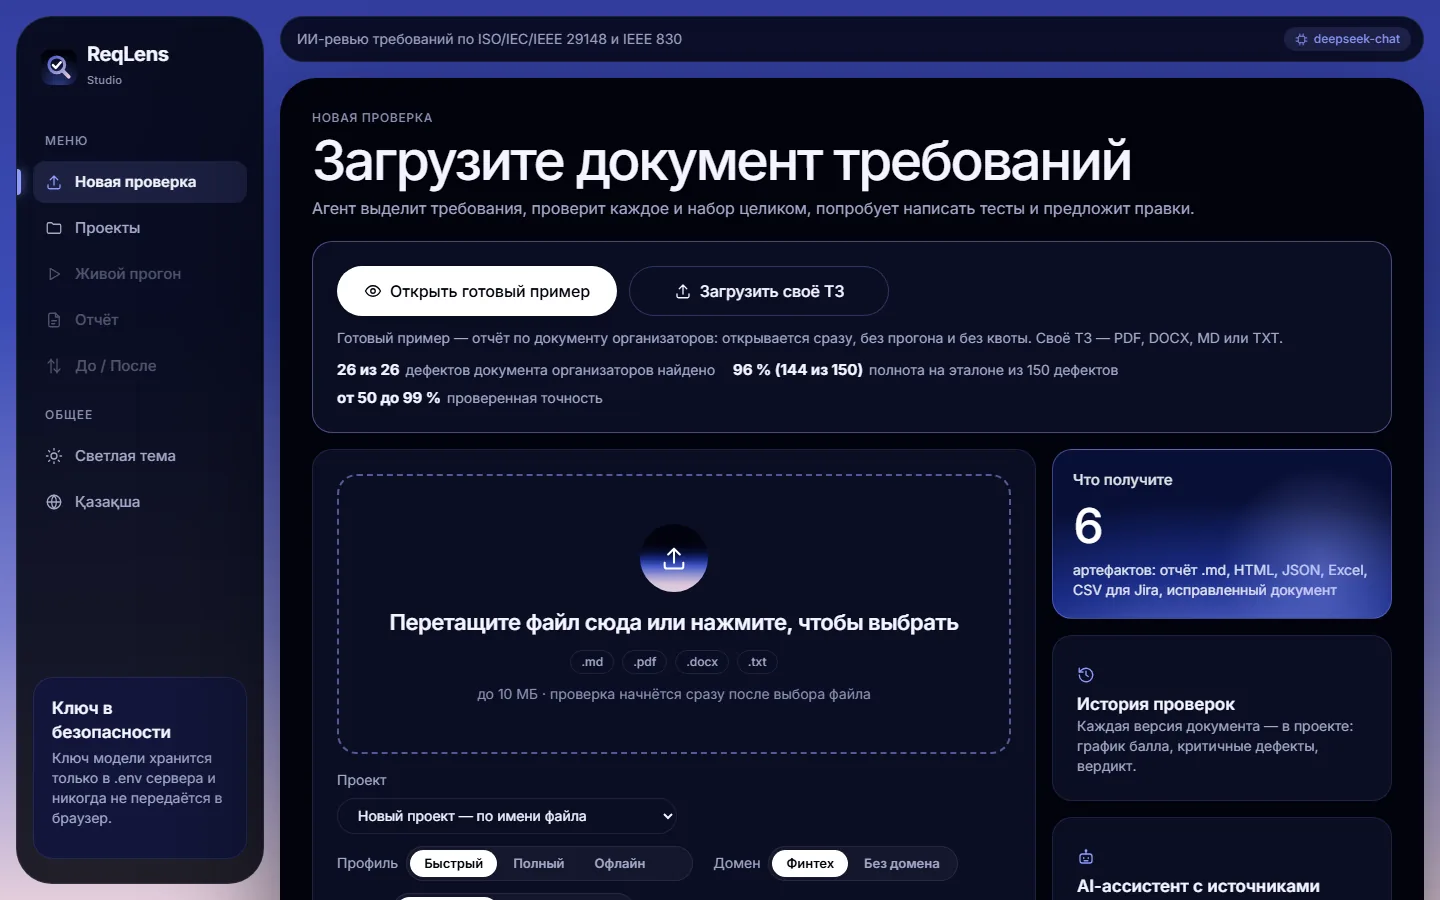 ReqLens
Studio
МЕНЮ
Новая проверка
Проекты
Живой прогон
Отчёт
До / После
ОБЩЕЕ
Светлая тема
Қазақша
Ключ в
безопасности
Ключ модели хранится
только в .env сервера и
никогда не передаётся в
браузер.
ИИ-ревью требований по ISO/IEC/IEEE 29148 и IEEE 830
deepseek-chat
НОВАЯ ПРОВЕРКА
Загрузите документ требований
Агент выделит требования, проверит каждое и набор целиком, попробует написать тесты и предложит правки.
Открыть готовый пример
Загрузить своё ТЗ
Готовый пример — отчёт по документу организаторов: открывается сразу, без прогона и без квоты. Своё ТЗ — PDF, DOCX, MD или TXT.
26 из 26 дефектов документа организаторов найдено 96 % (144 из 150) полнота на эталоне из 150 дефектов
от 50 до 99 % проверенная точность
Перетащите файл сюда или нажмите, чтобы выбрать
.md .pdf .docx .txt
до 10 МБ · проверка начнётся сразу после выбора файла
Проект
Новый проект — по имени файла
Профиль Быстрый Полный Офлайн Домен Финтех Без домена
Что получите
6
артефактов: отчёт .md, HTML, JSON, Excel,
CSV для Jira, исправленный документ
История проверок
Каждая версия документа — в проекте:
график балла, критичные дефекты,
вердикт.
AI-ассистент с источниками